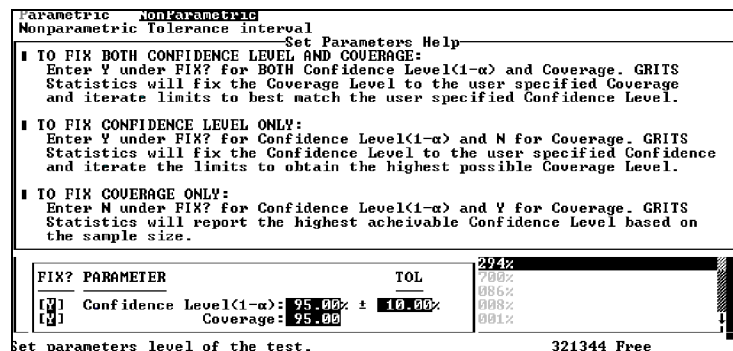 Parametric NonParametric
Nonparametric Tolerance interval
Set Parameters Help
TO FIX BOTH CONFIDENCE LEVEL AND COVERAGE:
Enter Y under FIX? for BOTH Confidence Level(1-α) and Coverage. GRITS
Statistics will fix the Coverage Level to the user specified Coverage
and iterate limits to best match the user specified Confidence Level.
TO FIX CONFIDENCE LEVEL ONLY:
Enter Y under FIX? for Confidence Level(1-α) and N for Coverage. GRITS
Statistics will fix the Confidence Level to the user specified Confidence
and iterate the limits to obtain the highest possible Coverage Level.
TO FIX COVERAGE ONLY:
Enter N under FIX? for Confidence Level(1-α) and Y for Coverage. GRITS
Statistics will report the highest acheivable Confidence Level based on
the sample size.
FIX? PARAMETER TOL
[Y] Confidence Level(1-α): 95.00% ± 10.00%
[Y] Coverage: 95.00
294%
700%
086%
008%
001%
Set parameters level of the test. 321344 Free